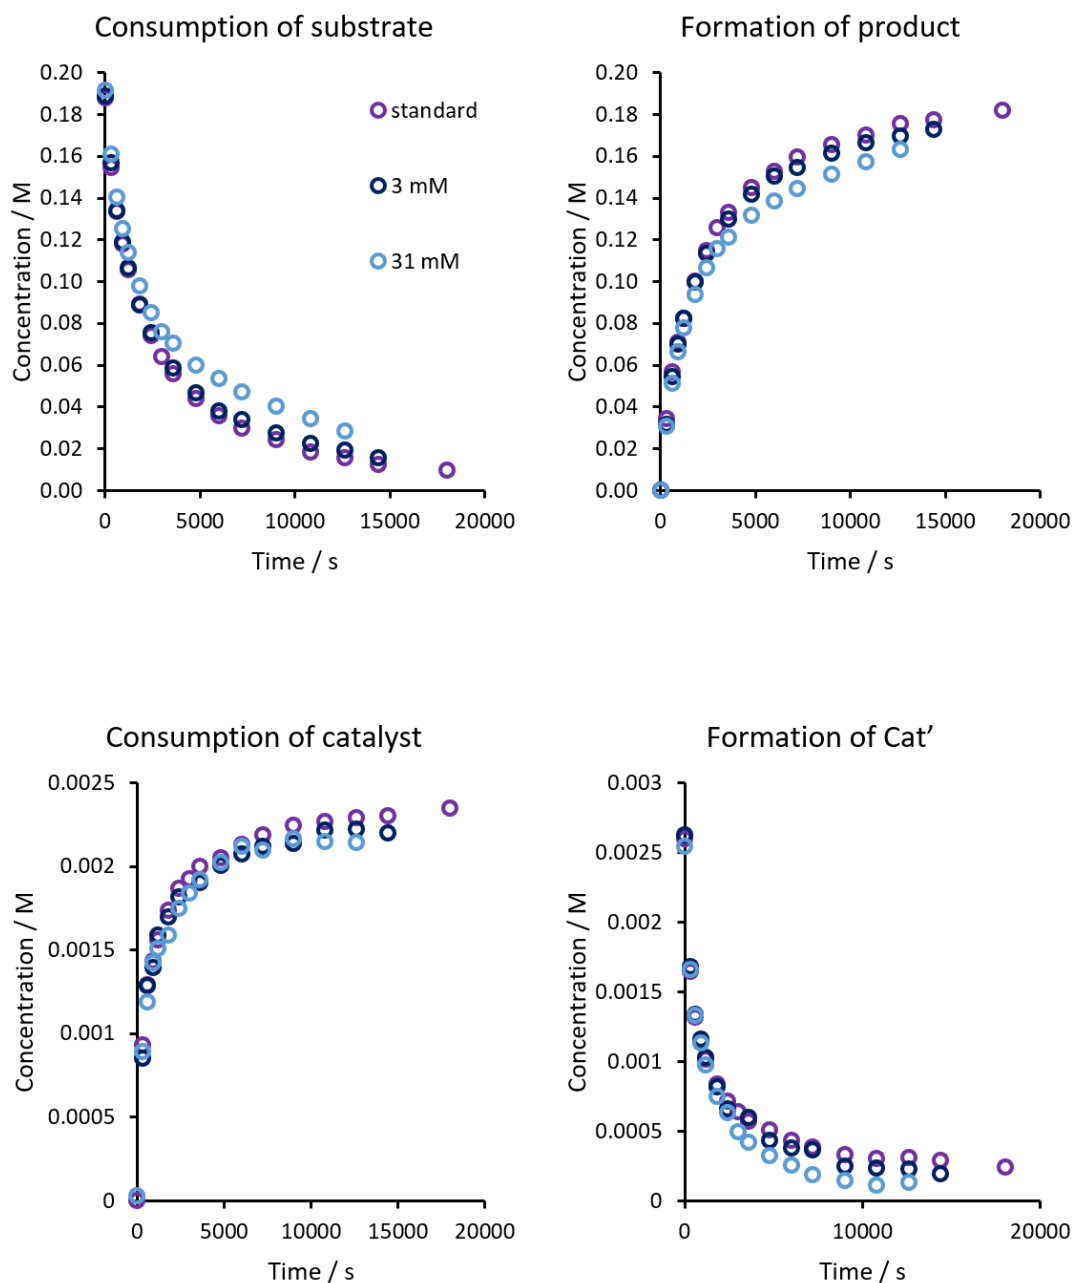 Consumption of substrate
Concentration / M
0.20
0.18
0.16
0.14
0.12
0.10
0.08
0.06
0.04
0.02
0.00
0 5000 10000 15000 20000
Time / s
standard
3 mM
31 mM
Formation of product
Concentration / M
0.20
0.18
0.16
0.14
0.12
0.10
0.08
0.06
0.04
0.02
0.00
0 5000 10000 15000 20000
Time / s
Consumption of catalyst
Concentration / M
0.0025
0.002
0.0015
0.001
0.0005
0
0 5000 10000 15000 20000
Time / s
Formation of Cat’
Concentration / M
0.003
0.0025
0.002
0.0015
0.001
0.0005
0
0 10000 20000
Time / s